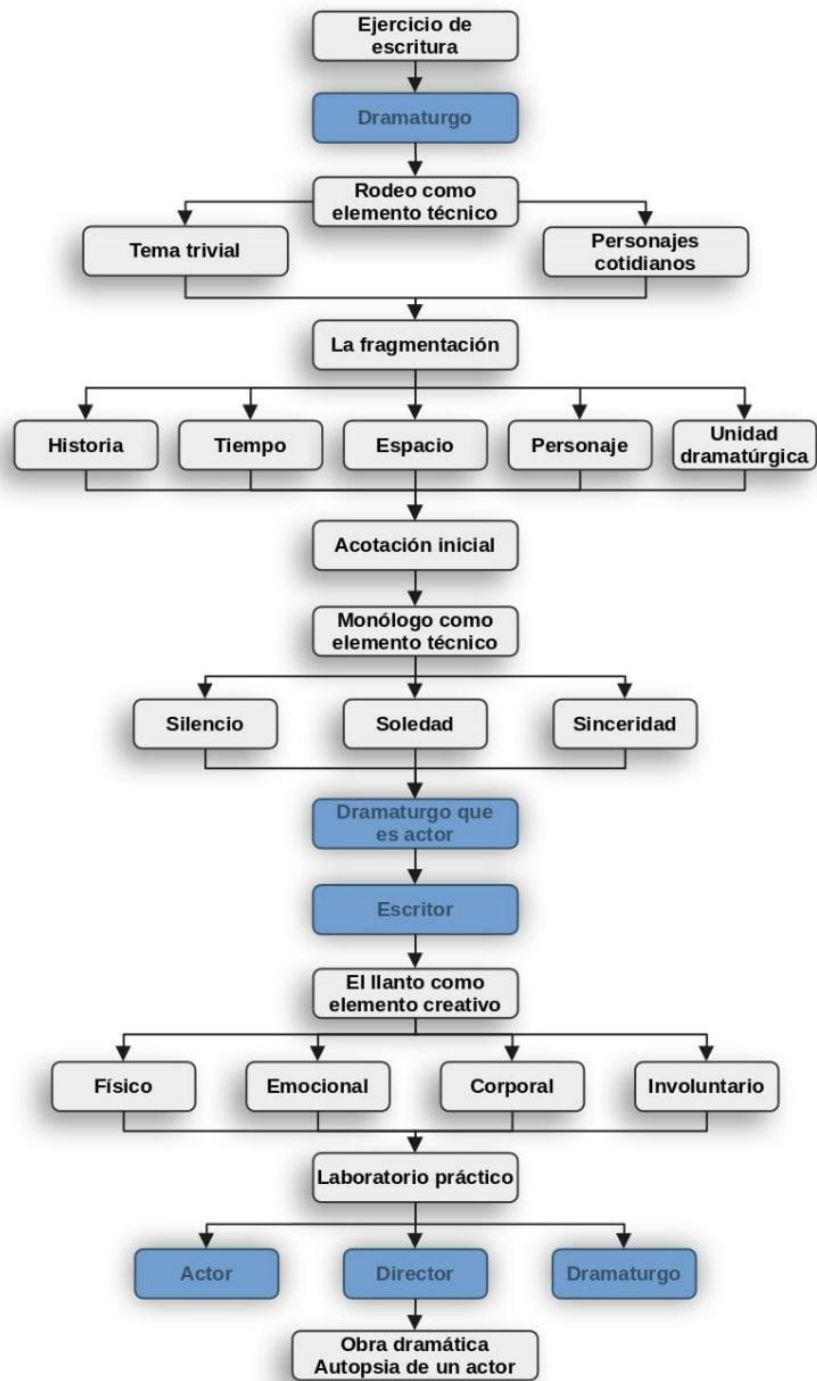 Ejercicio de
escritura
Dramaturgo
Rodeo como
elemento técnico
Tema trivial
Personajes
cotidianos
La fragmentación
Historia
Tiempo
Espacio
Personaje
Unidad
dramatúrgica
Acotación inicial
Monólogo como
elemento técnico
Silencio
Soledad
Sinceridad
Dramaturgo que
es actor
Escritor
El llanto como
elemento creativo
Físico
Emocional
Corporal
Involuntario
Laboratorio práctico
Actor
Director
Dramaturgo
Obra dramática
Autopsia de un actor